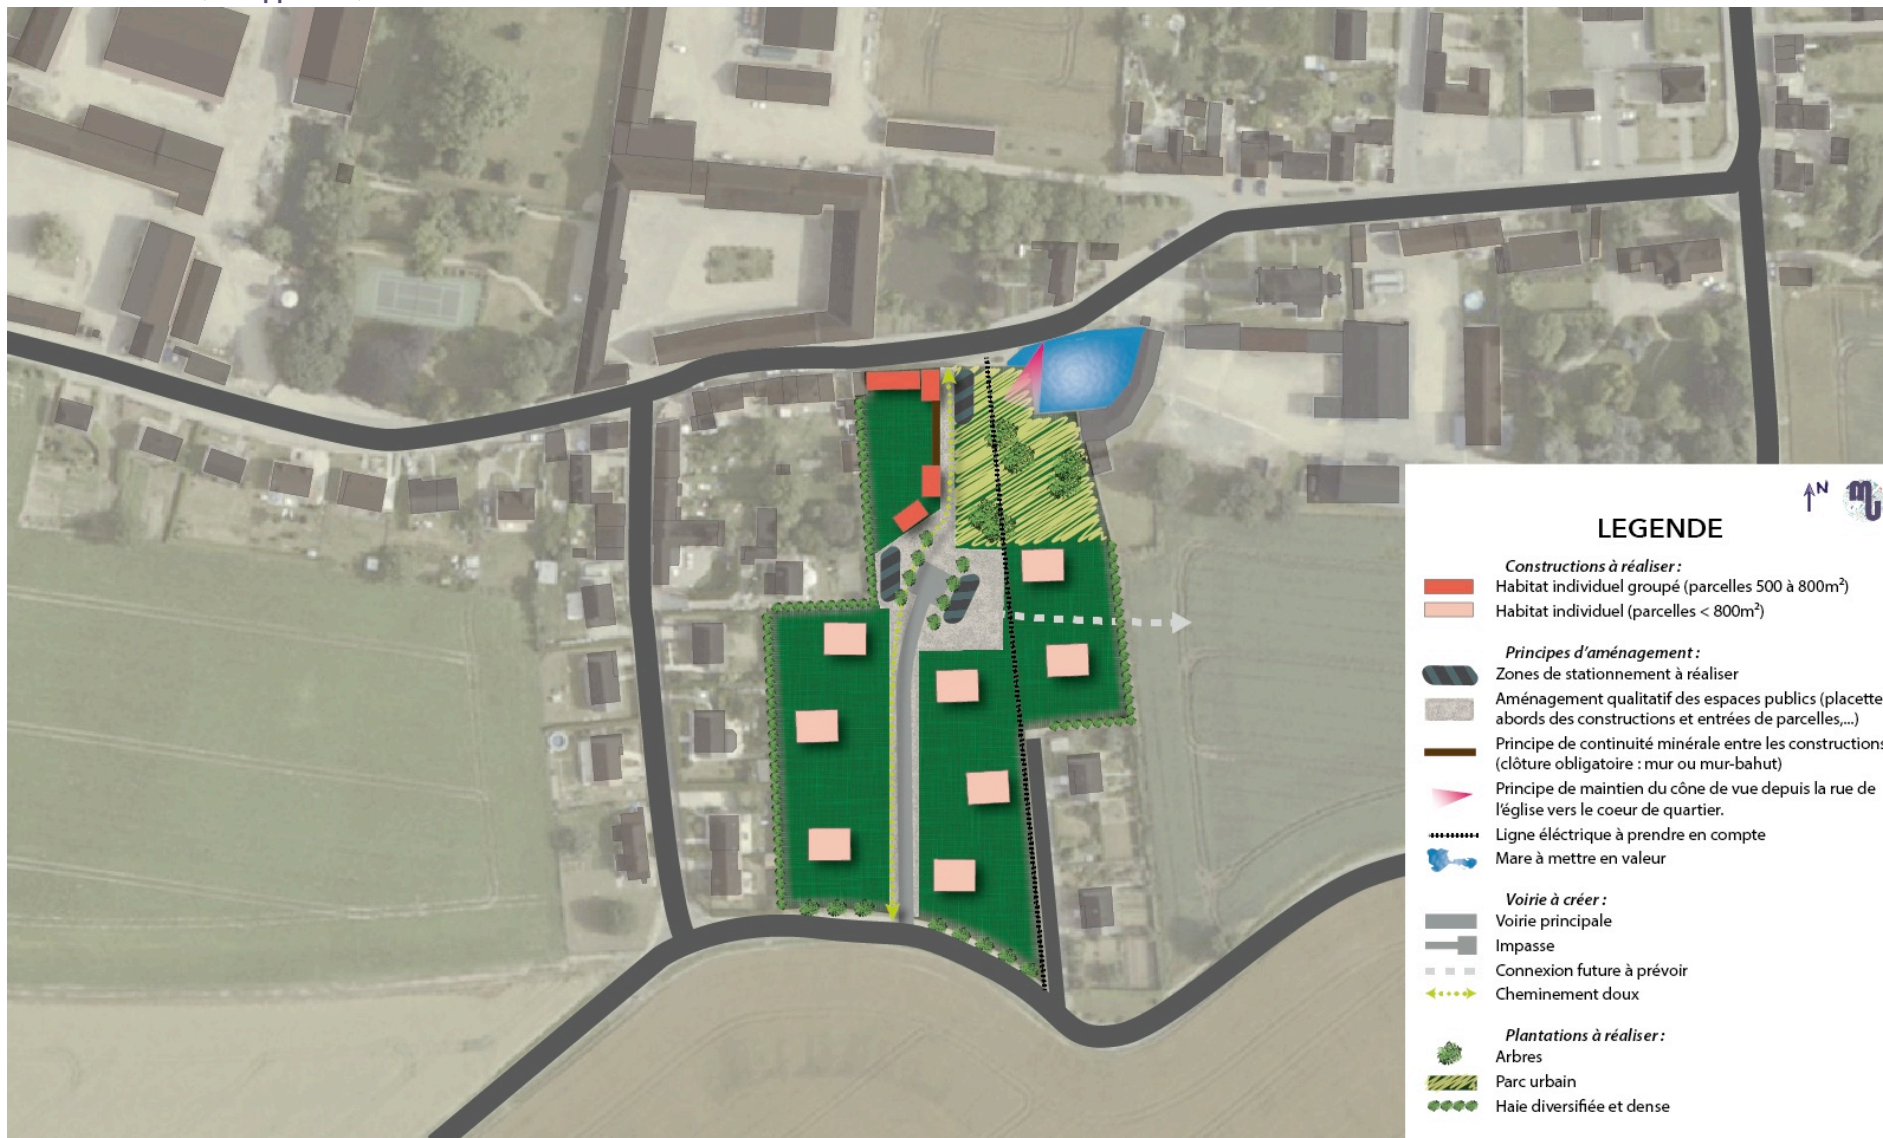 N
MU
LEGENDE
Constructions à réaliser :
Habitat individuel groupé (parcelles 500 à 800m²)
Habitat individuel (parcelles < 800m²)
Principes d'aménagement :
Zones de stationnement à réaliser
Aménagement qualitatif des espaces publics (placette
abords des constructions et entrées de parcelles,...)
Principe de continuité minérale entre les constructions
(clôture obligatoire : mur ou mur-bahut)
Principe de maintien du cône de vue depuis la rue de
l'église vers le coeur de quartier.
Ligne éléctrique à prendre en compte
Mare à mettre en valeur
Voirie à créer :
Voirie principale
Impasse
Connexion future à prévoir
Cheminement doux
Plantations à réaliser :
Arbres
Parc urbain
Haie diversifiée et dense